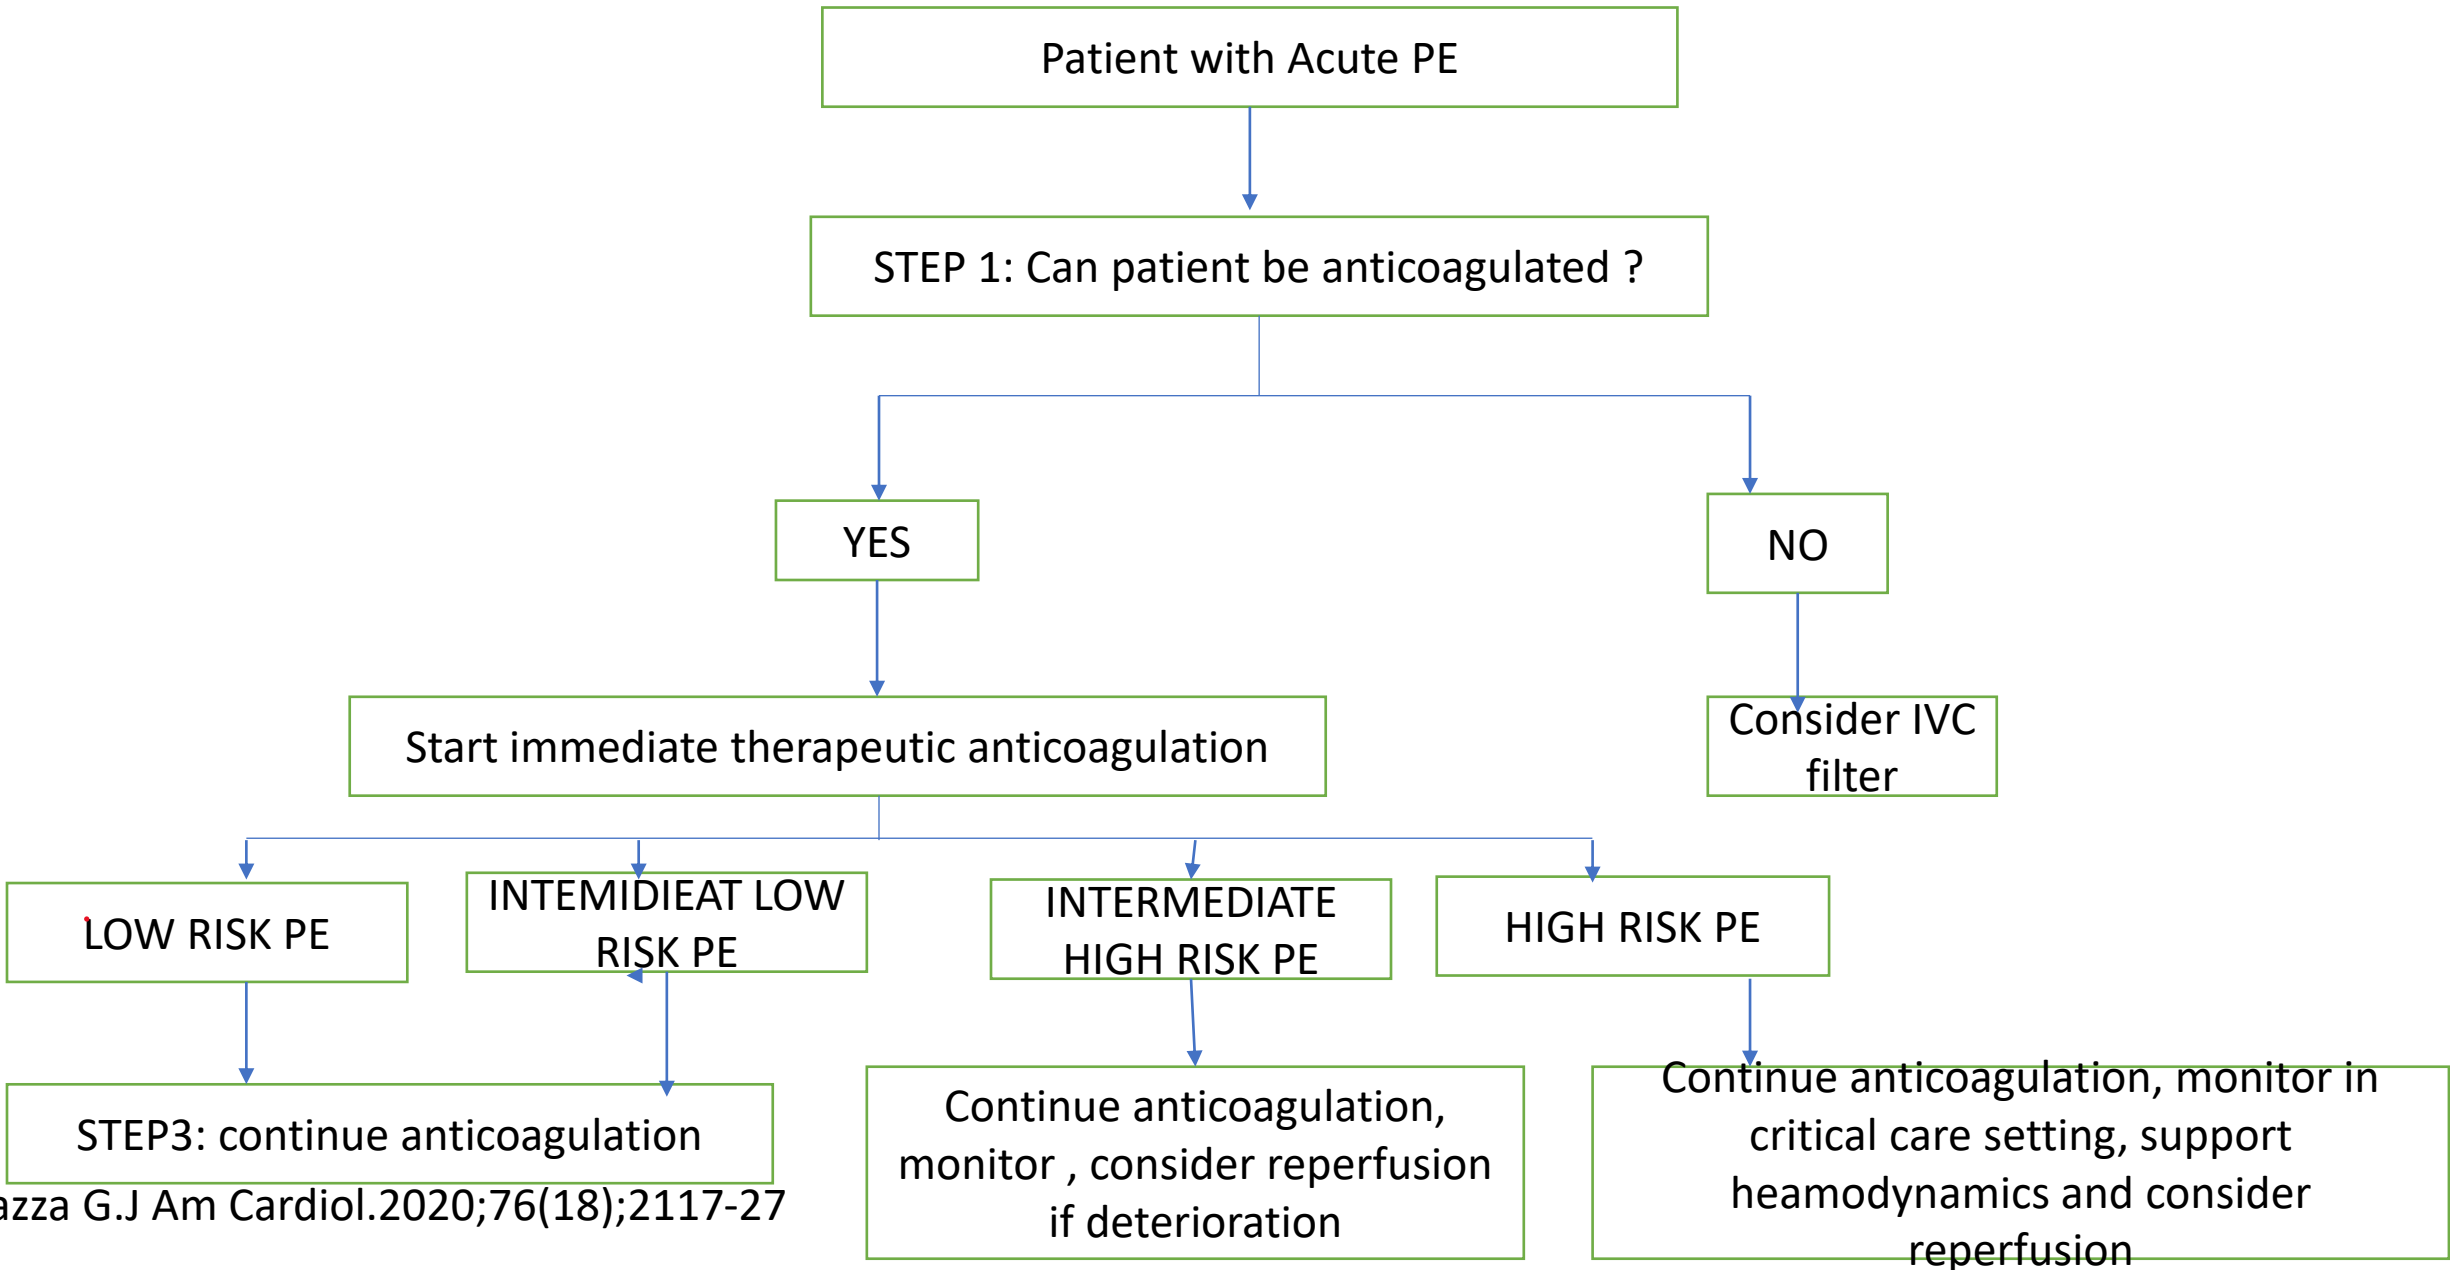 Patient with Acute PE
STEP 1: Can patient be anticoagulated ?
YES
NO
Start immediate therapeutic anticoagulation
Consider IVC
filter
LOW RISK PE
INTEMIDIEAT LOW
RISK PE
INTERMEDIATE
HIGH RISK PE
HIGH RISK PE
STEP3: continue anticoagulation
Continue anticoagulation,
monitor , consider reperfusion
if deterioration
Continue anticoagulation, monitor in
critical care setting, support
heamodynamics and consider
reperfusion
azza G.J Am Cardiol.2020;76(18);2117-27